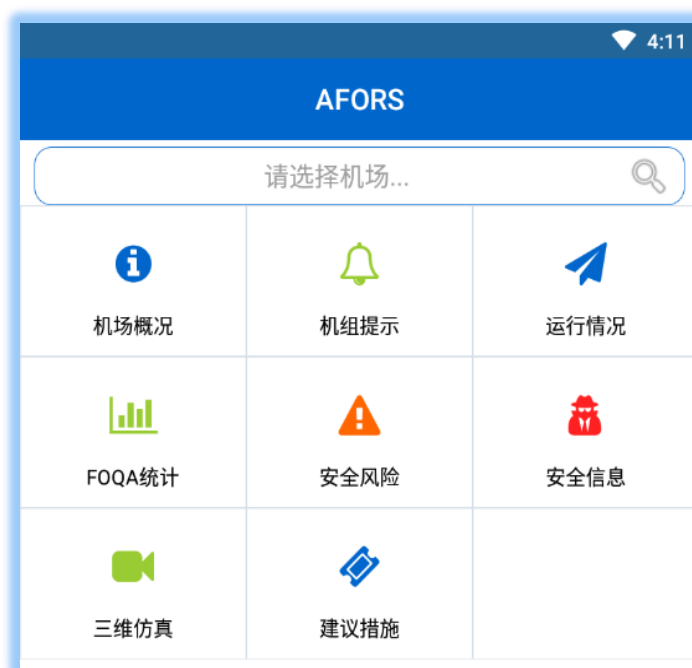 4:11
AFORS
请选择机场...
机场概况
机组提示
运行情况
FOQA统计
安全风险
安全信息
三维仿真
建议措施